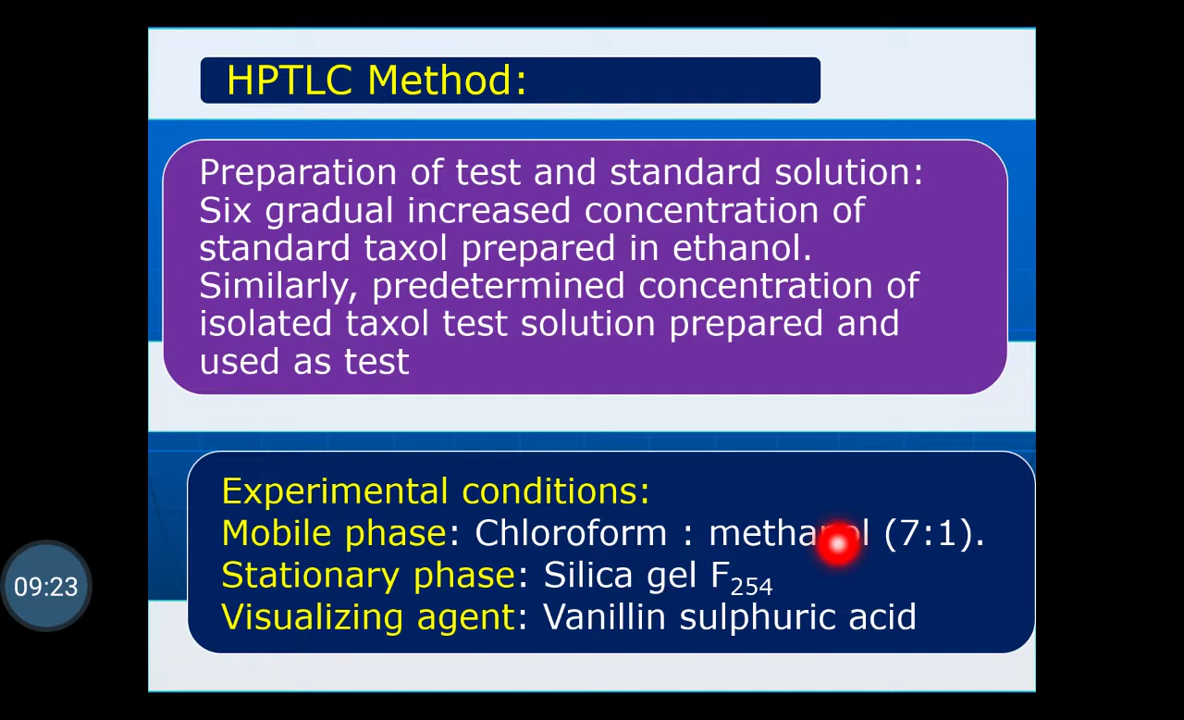 HPTLC Method:
Preparation of test and standard solution:
Six gradual increased concentration of
standard taxol prepared in ethanol.
Similarly, predetermined concentration of
isolated taxol test solution prepared and
used as test
Experimental conditions:
Mobile phase: Chloroform : methanol (7:1).
Stationary phase: Silica gel F254
Visualizing agent: Vanillin sulphuric acid
09:23